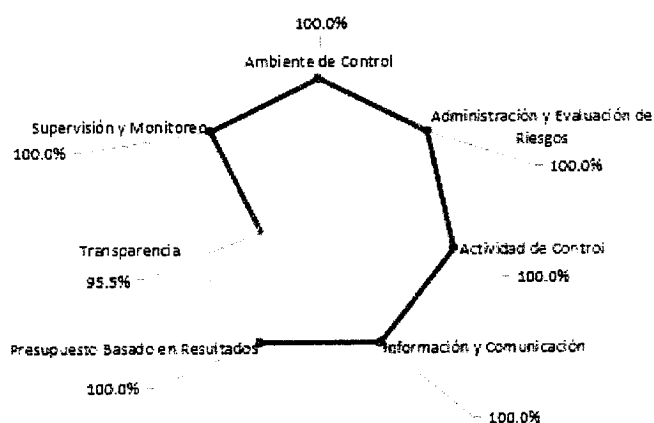 100.0%
Ambiente de Control
Administración y Evaluación de
Riesgos
100.0%
Supervisión y Monitoreo
100.0%
Actividad de Control
100.0%
Transparencia
95.5%
Información y Comunicación
100.0%
Presupuesto Basado en Resultados
100.0%